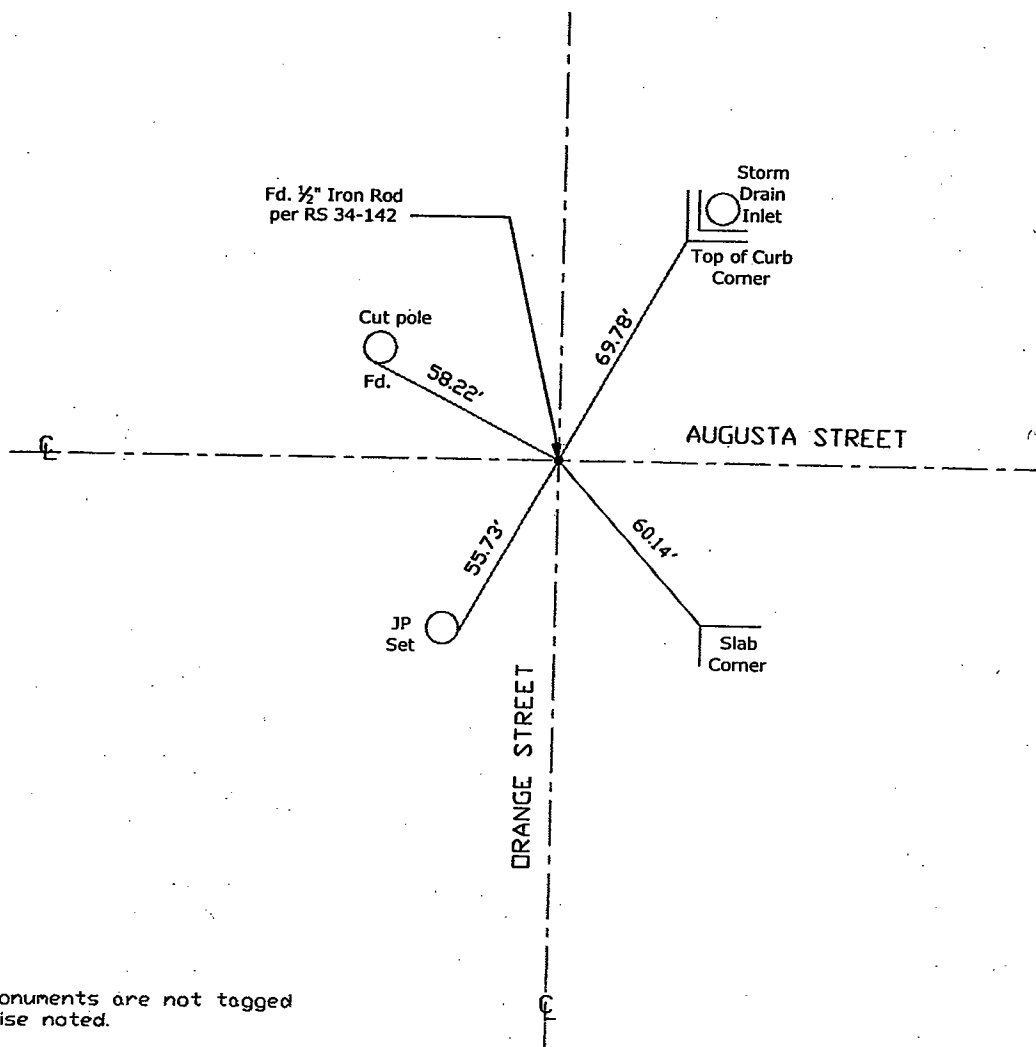 Fd. ½" Iron Rod
per RS 34-142
Storm
Drain
Inlet
Top of Curb
Corner
Cut pole
Fd.
58.22'
69.78'
℄
AUGUSTA STREET
55.73'
60.14'
JP
Set
Slab
Corner
ORANGE STREET
℄
onuments are not tagged
ise noted.